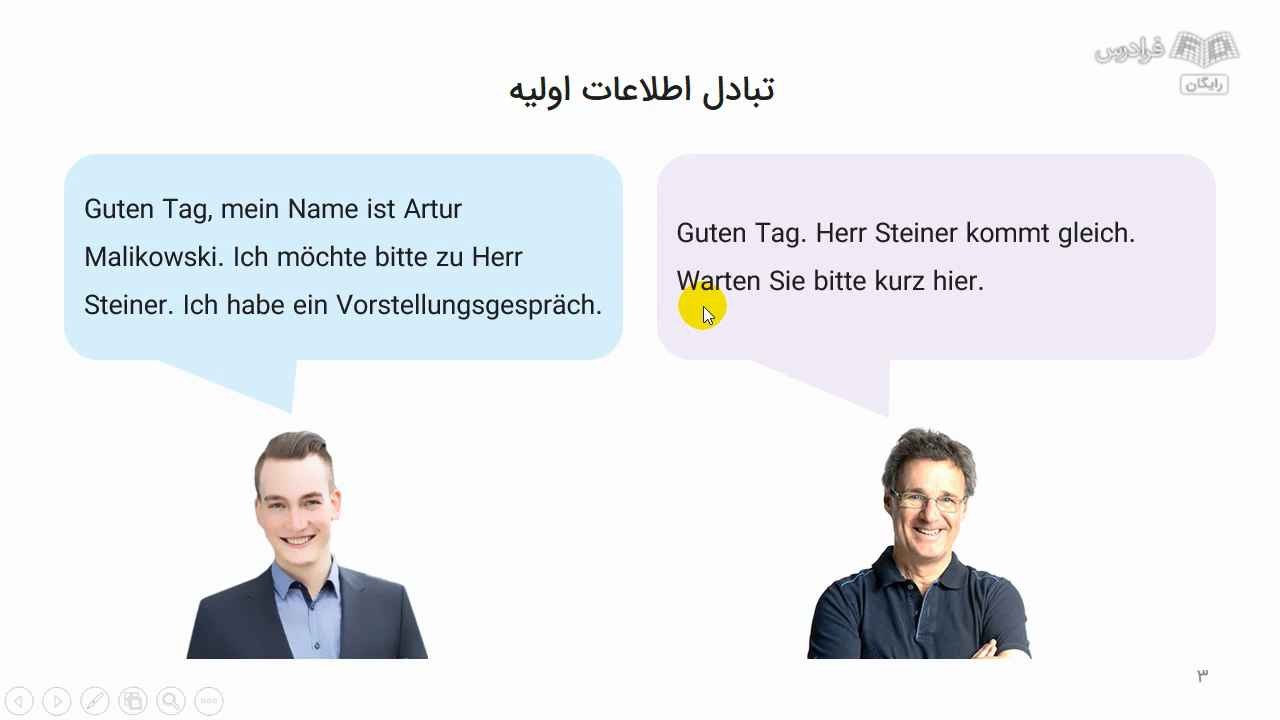 فرادرس
رایگان
تبادل اطلاعات اولیه
Guten Tag, mein Name ist Artur
Malikowski. Ich möchte bitte zu Herr
Steiner. Ich habe ein Vorstellungsgespräch.
Guten Tag. Herr Steiner kommt gleich.
Warten Sie bitte kurz hier.
۳